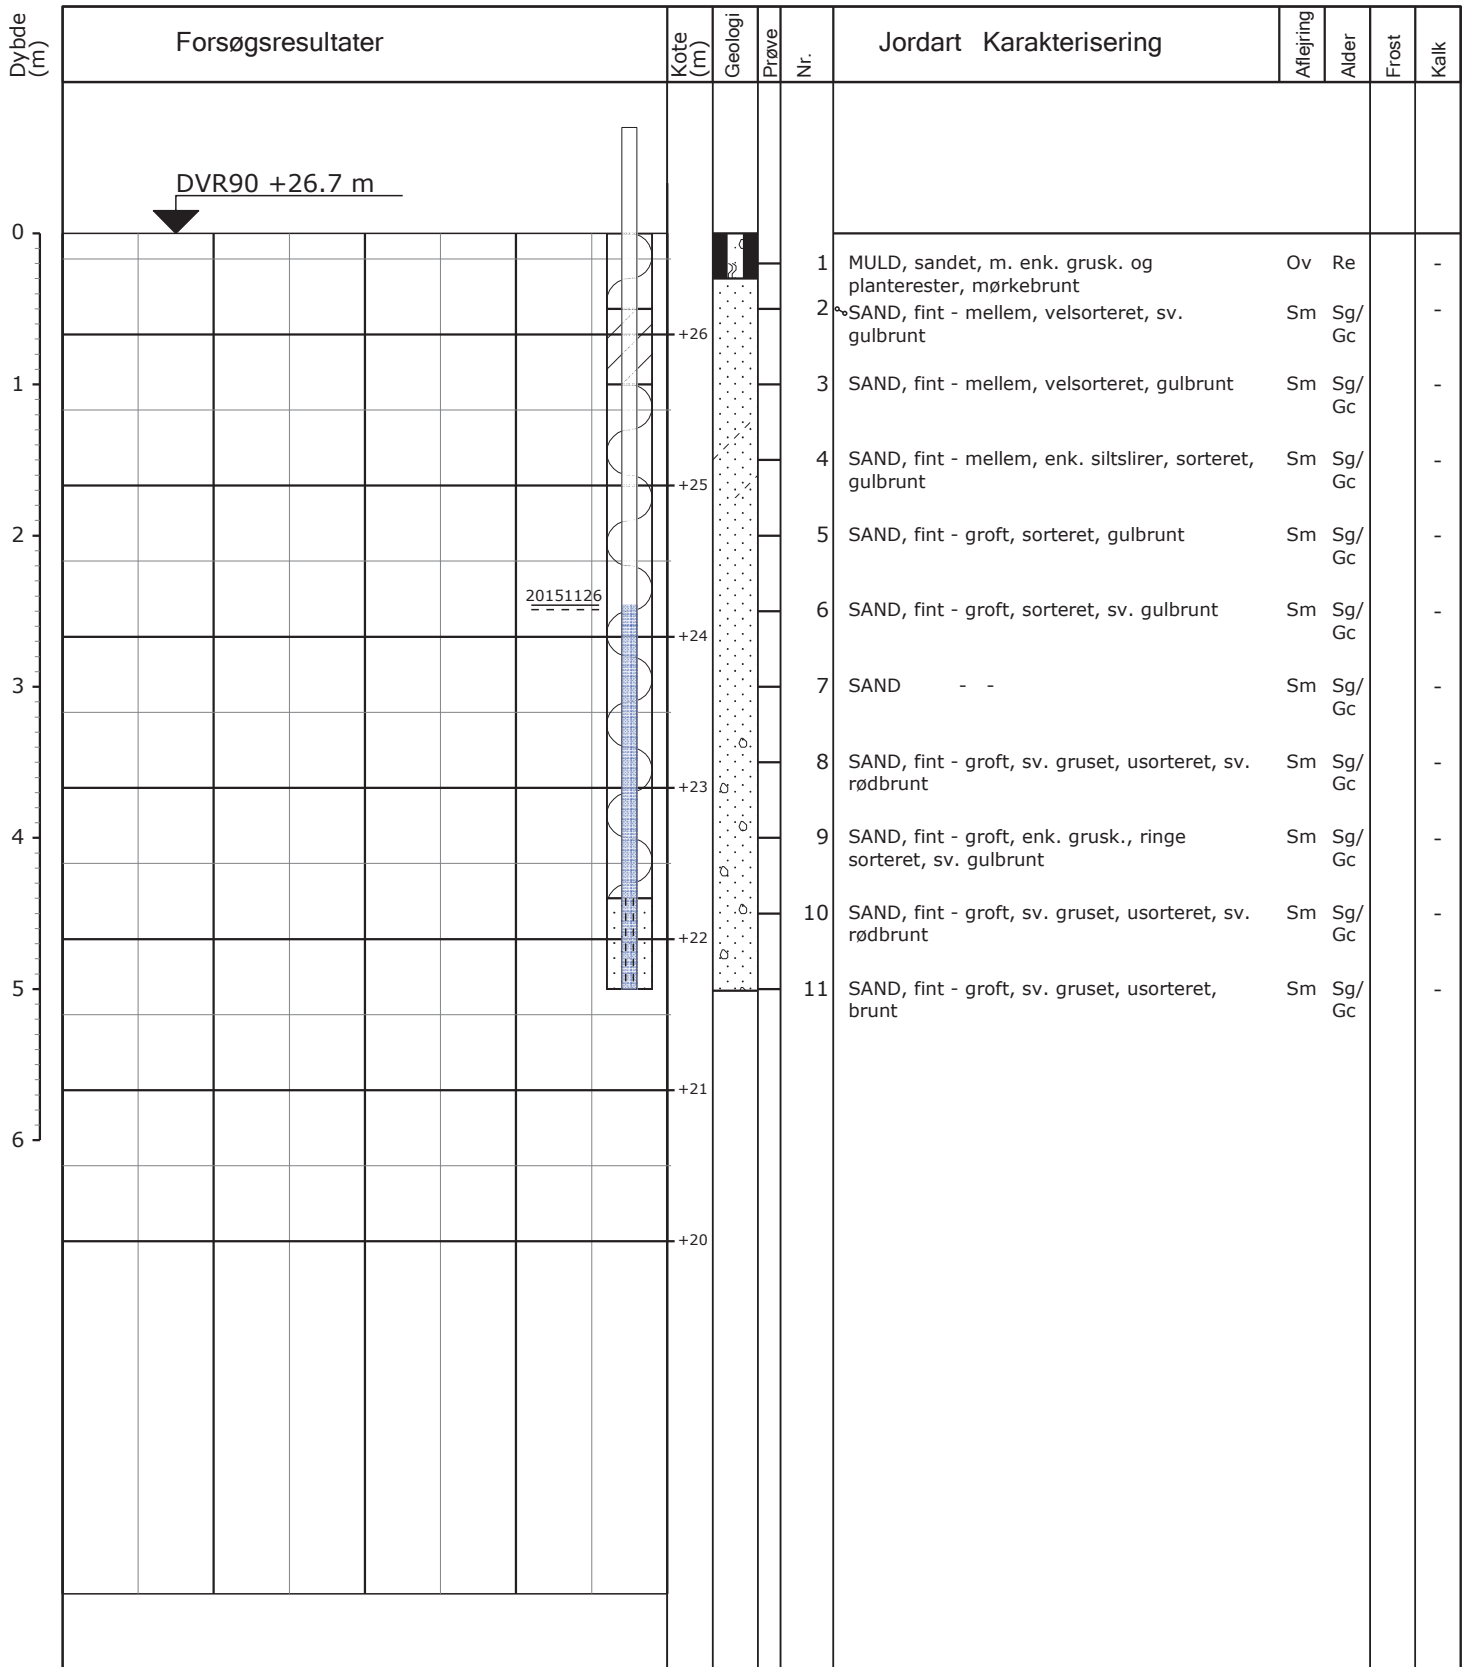 Dybde
(m)
Forsøgsresultater
Kote
(m)
Geologi
Prøve
Nr.
Jordart Karakterisering
Aflejring
Alder
Frost
Kalk
DVR90 +26.7 m
0
1 MULD, sandet, m. enk. grusk. og Ov Re -
planterester, mørkebrunt
2 SAND, fint - mellem, velsorteret, sv. Sm Sg/ -
gulbrunt Gc
+26
1 3 SAND, fint - mellem, velsorteret, gulbrunt Sm Sg/ -
Gc
4 SAND, fint - mellem, enk. siltslirer, sorteret, Sm Sg/ -
gulbrunt Gc
+25
2 5 SAND, fint - groft, sorteret, gulbrunt Sm Sg/ -
Gc
20151126
6 SAND, fint - groft, sorteret, sv. gulbrunt Sm Sg/ -
Gc
+24
3 7 SAND - - Sm Sg/ -
Gc
8 SAND, fint - groft, sv. gruset, usorteret, sv. Sm Sg/ -
rødbrunt Gc
+23
4 9 SAND, fint - groft, enk. grusk., ringe Sm Sg/ -
sorteret, sv. gulbrunt Gc
10 SAND, fint - groft, sv. gruset, usorteret, sv. Sm Sg/ -
rødbrunt Gc
+22
5 11 SAND, fint - groft, sv. gruset, usorteret, Sm Sg/ -
brunt Gc
+21
6
+20